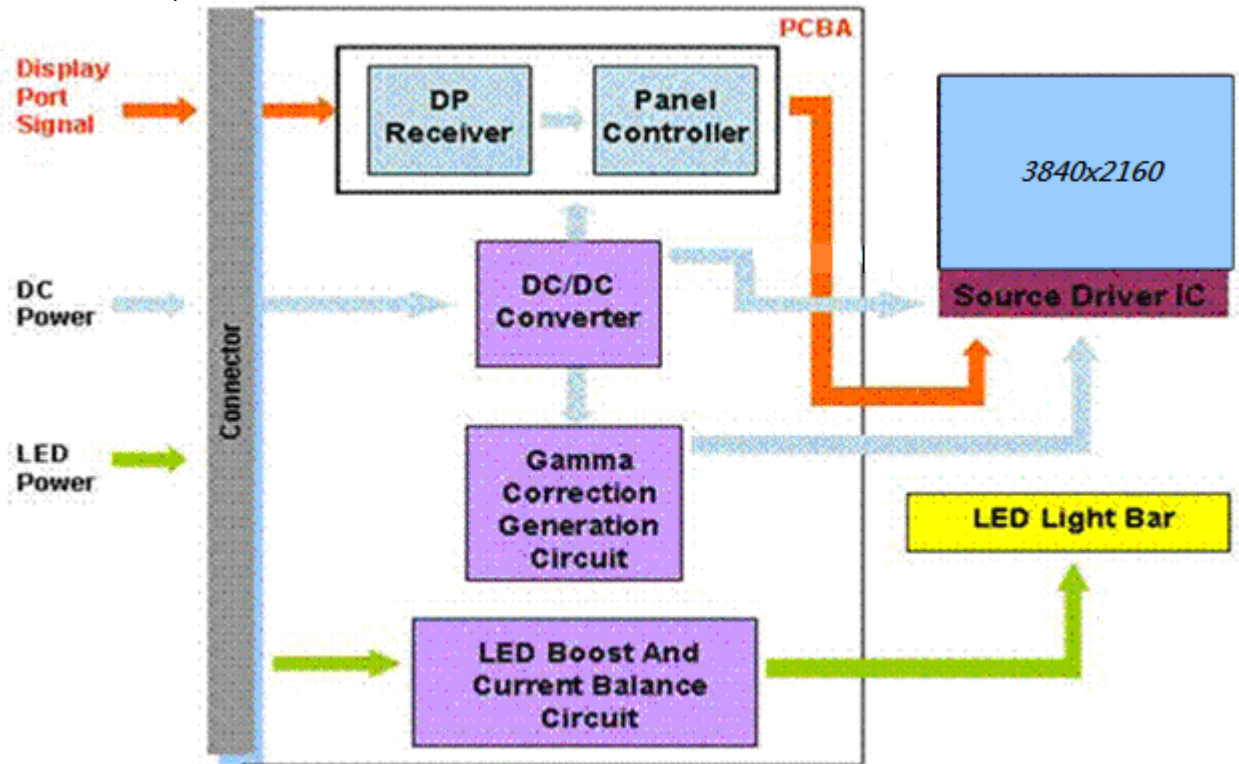 PCBA
Display
Port
Signal
DP
Receiver
Panel
Controller
3840x2160
DC
Power
DC/DC
Converter
Source Driver IC
Connector
LED
Power
Gamma
Correction
Generation
Circuit
LED Light Bar
LED Boost And
Current Balance
Circuit